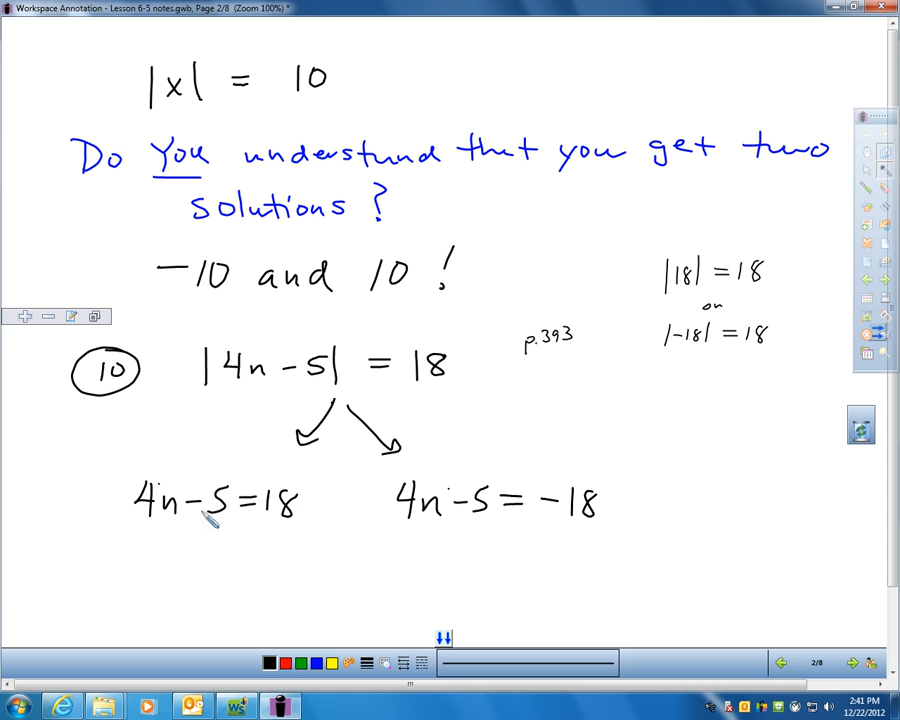 Workspace Annotation - Lesson 6-5 notes.gwb, Page 2/8 (Zoom 100%) *
|x| = 10
Do You understand that you get two
solutions?
-10 and 10!
|18| = 18
or
|-18| = 18
p.393
10 |4n - 5| = 18
4n - 5 = 18 4n - 5 = -18
2/8
2:41 PM
12/22/2012